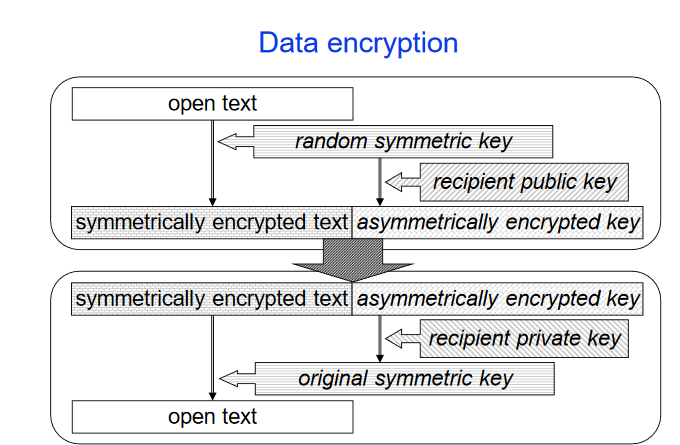 Data encryption
open text
random symmetric key
recipient public key
symmetrically encrypted text asymmetrically encrypted key
symmetrically encrypted text asymmetrically encrypted key
recipient private key
original symmetric key
open text